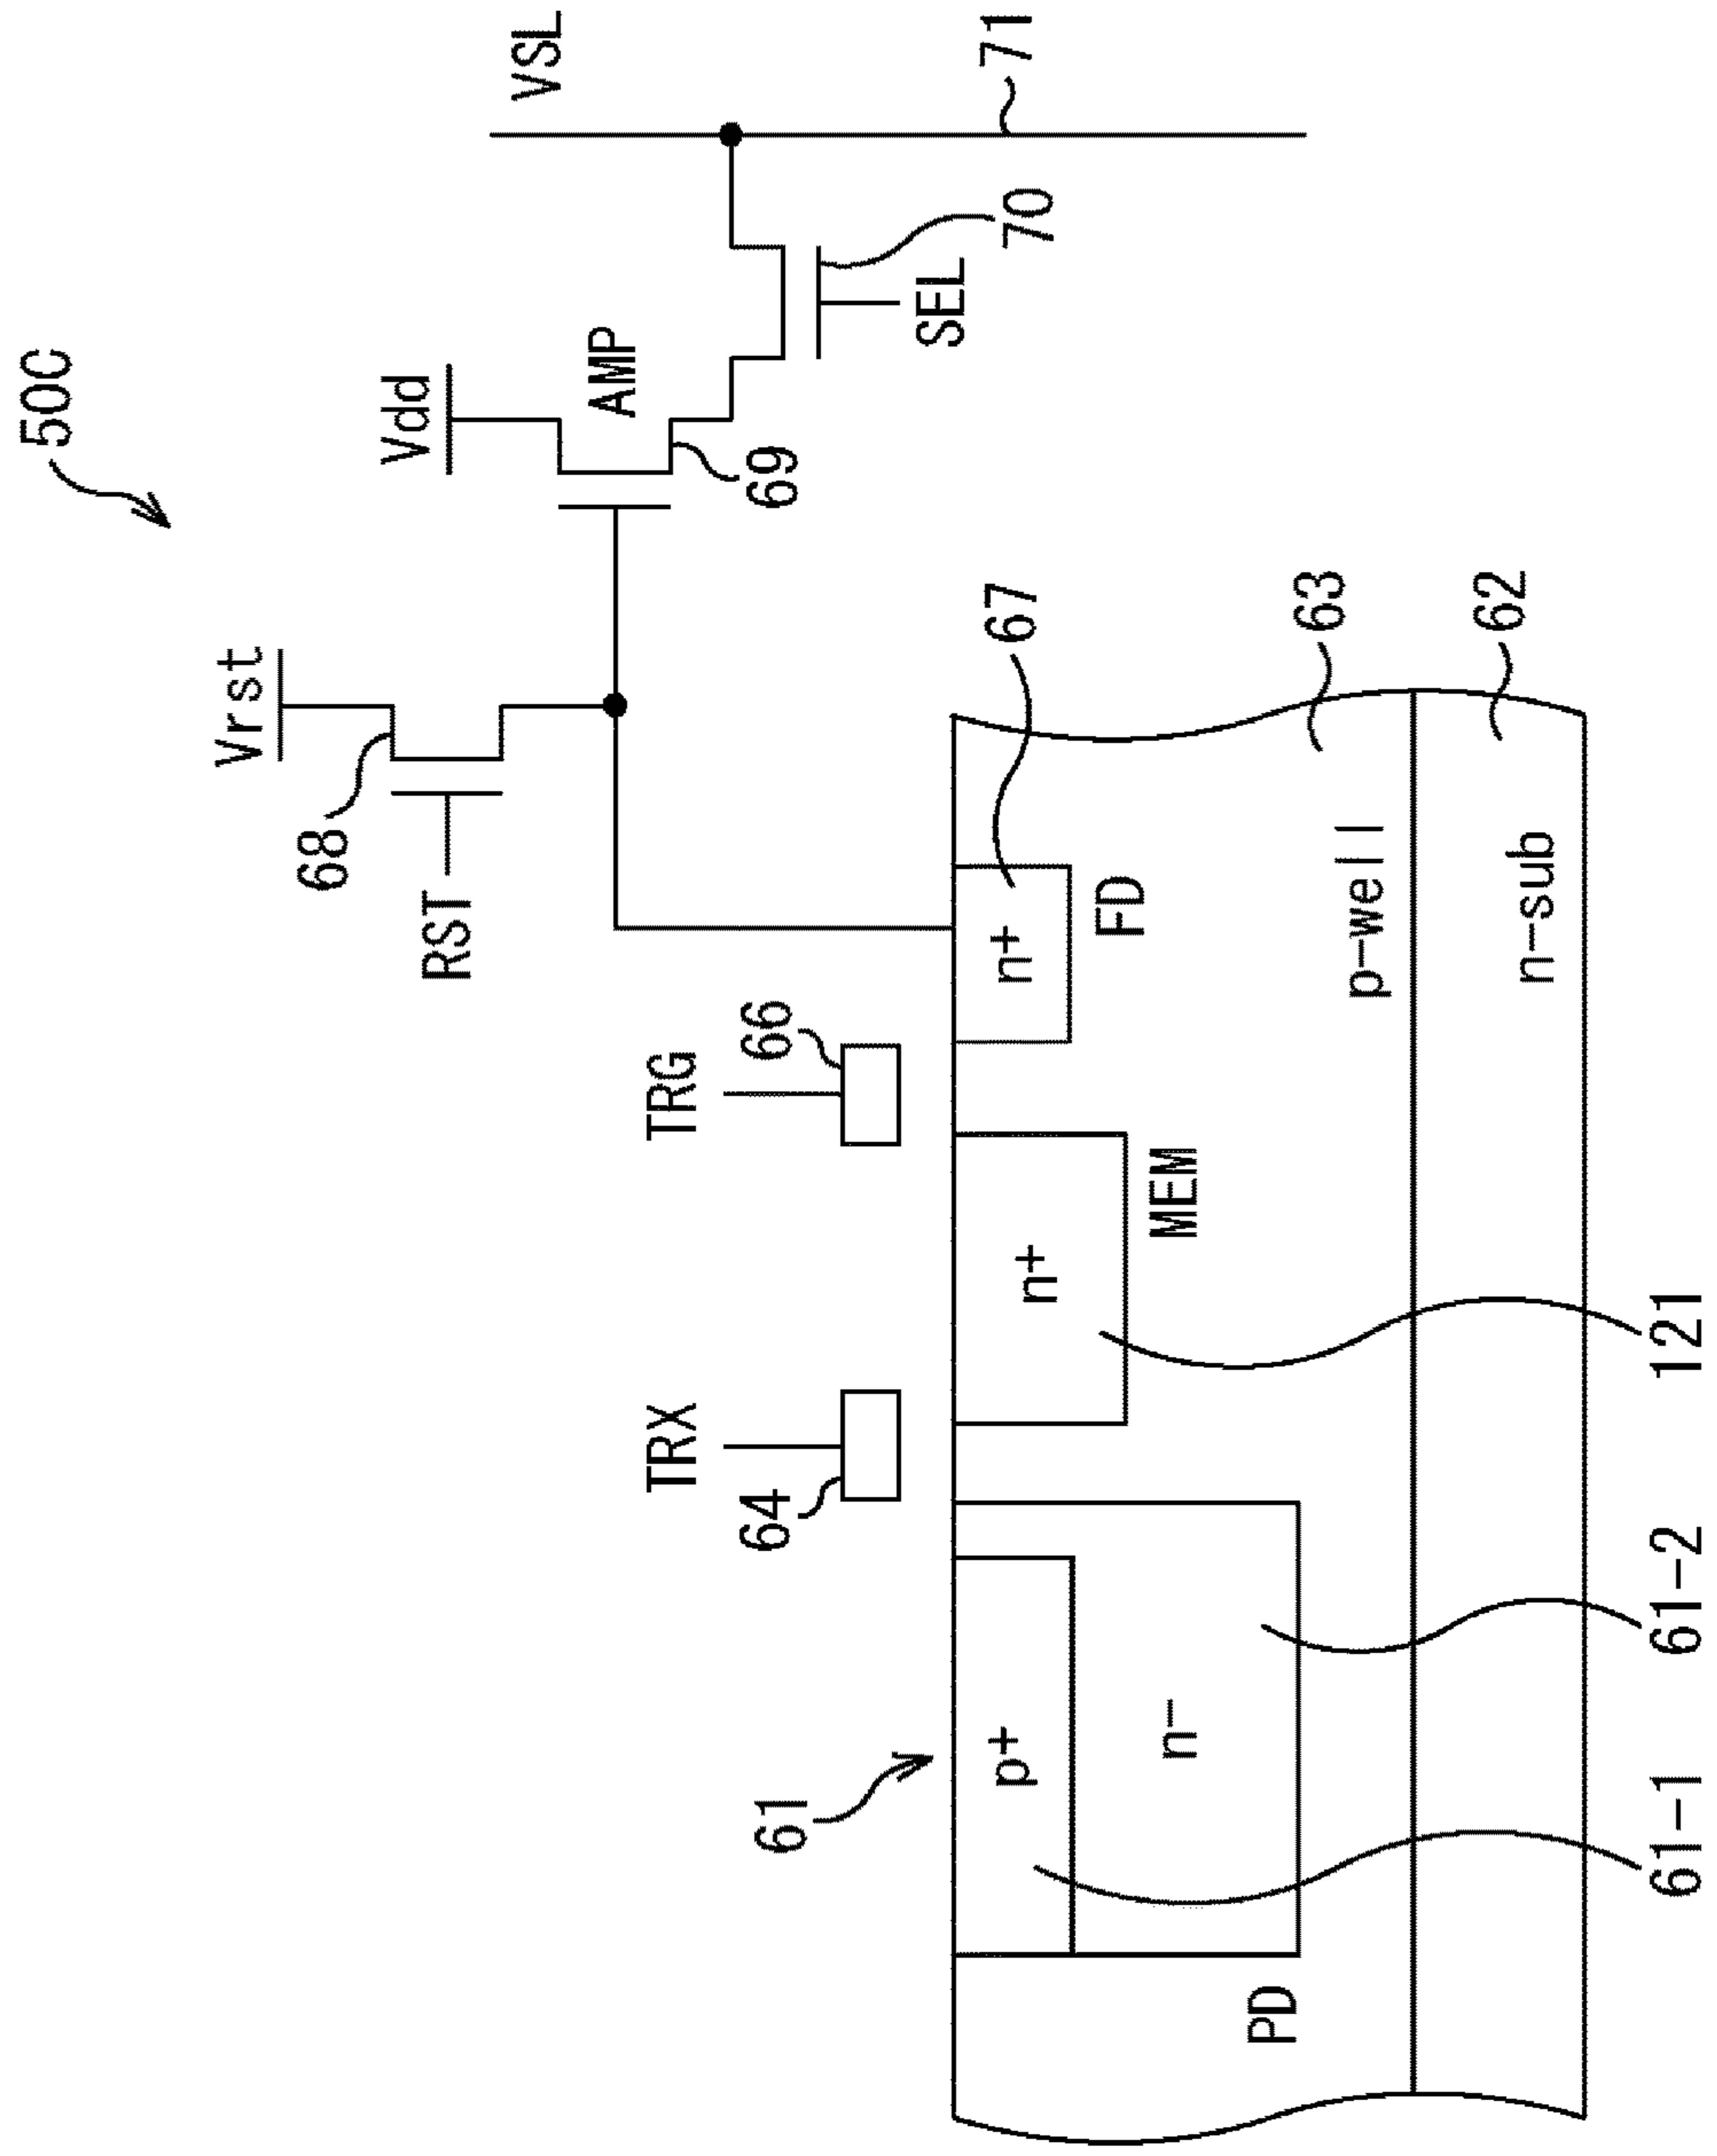 50C
Vrst
68
RST
Vdd
AMP
69
VSL
SEL
70
71
TRX
64
TRG
66
61
p+
n-
PD
n+
MEM
n+
FD
67
p-well
63
n-sub
62
61-1
61-2
121